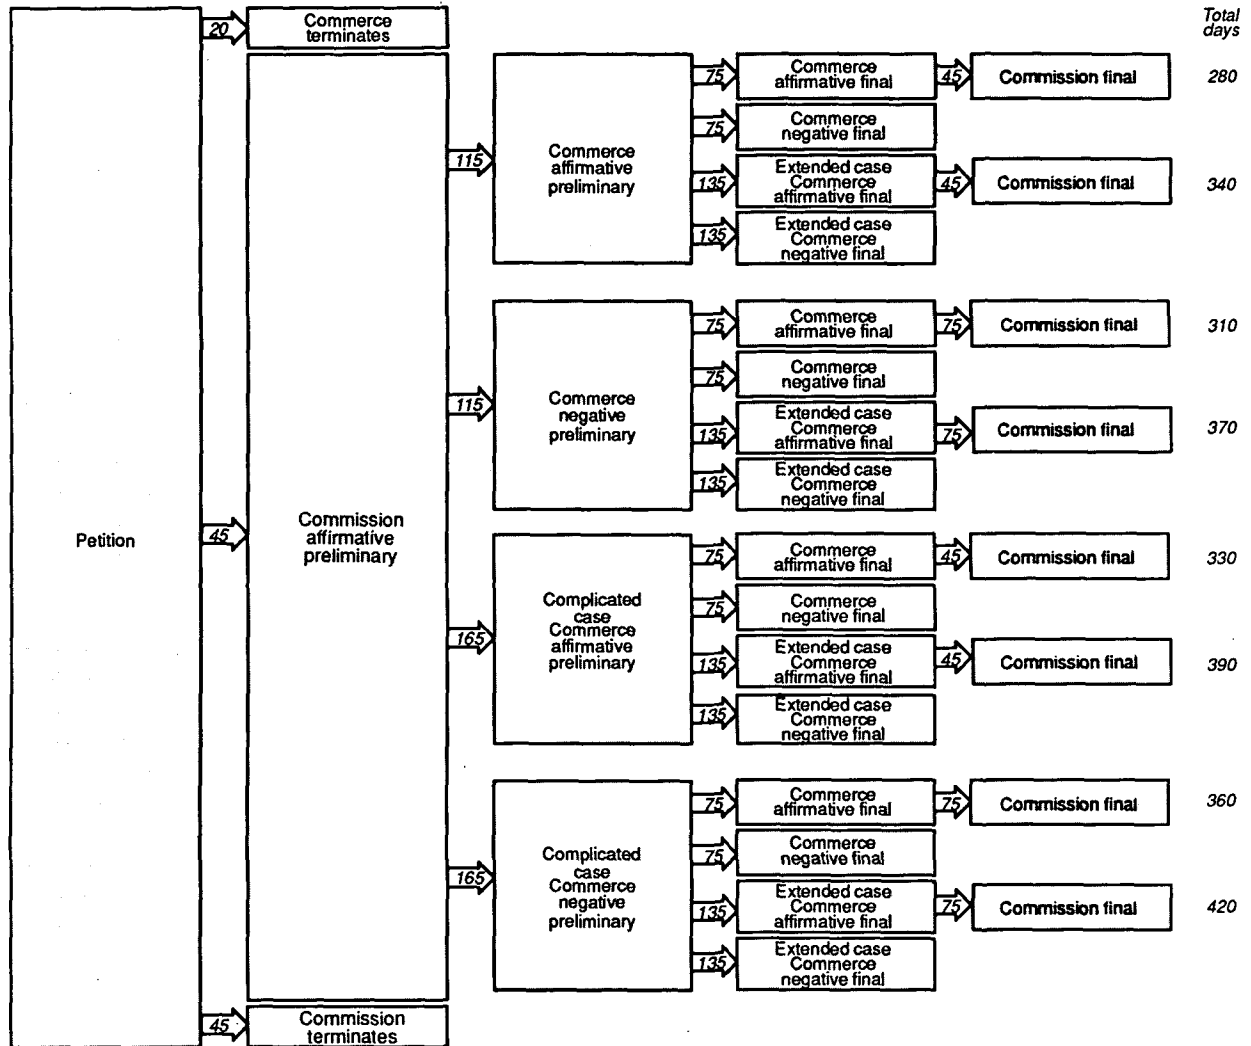 Total
days
20
Commerce
terminates
Petition
45
Commission
affirmative
preliminary
45
Commission
terminates
115
Commerce
affirmative
preliminary
75
Commerce
affirmative final
45
Commission final
280
75
Commerce
negative final
135
Extended case
Commerce
affirmative final
45
Commission final
340
135
Extended case
Commerce
negative final
115
Commerce
negative
preliminary
75
Commerce
affirmative final
75
Commission final
310
75
Commerce
negative final
135
Extended case
Commerce
affirmative final
75
Commission final
370
135
Extended case
Commerce
negative final
165
Complicated
case
Commerce
affirmative
preliminary
75
Commerce
affirmative final
45
Commission final
330
75
Commerce
negative final
135
Extended case
Commerce
affirmative final
45
Commission final
390
135
Extended case
Commerce
negative final
165
Complicated
case
Commerce
negative
preliminary
75
Commerce
affirmative final
75
Commission final
360
75
Commerce
negative final
135
Extended case
Commerce
affirmative final
75
Commission final
420
135
Extended case
Commerce
negative final